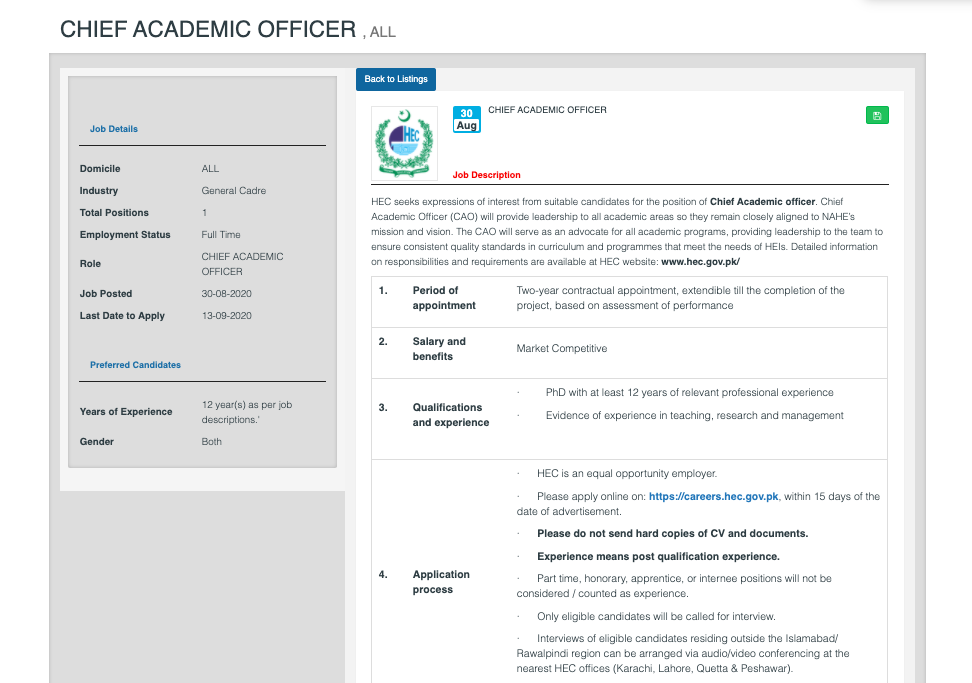 CHIEF ACADEMIC OFFICER , ALL
Job Details
Domicile ALL
Industry General Cadre
Total Positions 1
Employment Status Full Time
Role CHIEF ACADEMIC
OFFICER
Job Posted 30-08-2020
Last Date to Apply 13-09-2020
Preferred Candidates
Years of Experience 12 year(s) as per job
descriptions.'
Gender Both
Back to Listings
HEC
30
Aug
CHIEF ACADEMIC OFFICER
Job Description
HEC seeks expressions of interest from suitable candidates for the position of Chief Academic officer. Chief
Academic Officer (CAO) will provide leadership to all academic areas so they remain closely aligned to NAHE's
mission and vision. The CAO will serve as an advocate for all academic programs, providing leadership to the team to
ensure consistent quality standards in curriculum and programmes that meet the needs of HEIs. Detailed information
on responsibilities and requirements are available at HEC website: www.hec.gov.pk/
1. Period of
appointment
Two-year contractual appointment, extendible till the completion of the
project, based on assessment of performance
2. Salary and
benefits
Market Competitive
3. Qualifications
and experience
· PhD with at least 12 years of relevant professional experience
· Evidence of experience in teaching, research and management
4. Application
process
· HEC is an equal opportunity employer.
· Please apply online on: https://careers.hec.gov.pk, within 15 days of the
date of advertisement.
· Please do not send hard copies of CV and documents.
· Experience means post qualification experience.
· Part time, honorary, apprentice, or internee positions will not be
considered / counted as experience.
· Only eligible candidates will be called for interview.
· Interviews of eligible candidates residing outside the Islamabad/
Rawalpindi region can be arranged via audio/video conferencing at the
nearest HEC offices (Karachi, Lahore, Quetta & Peshawar).